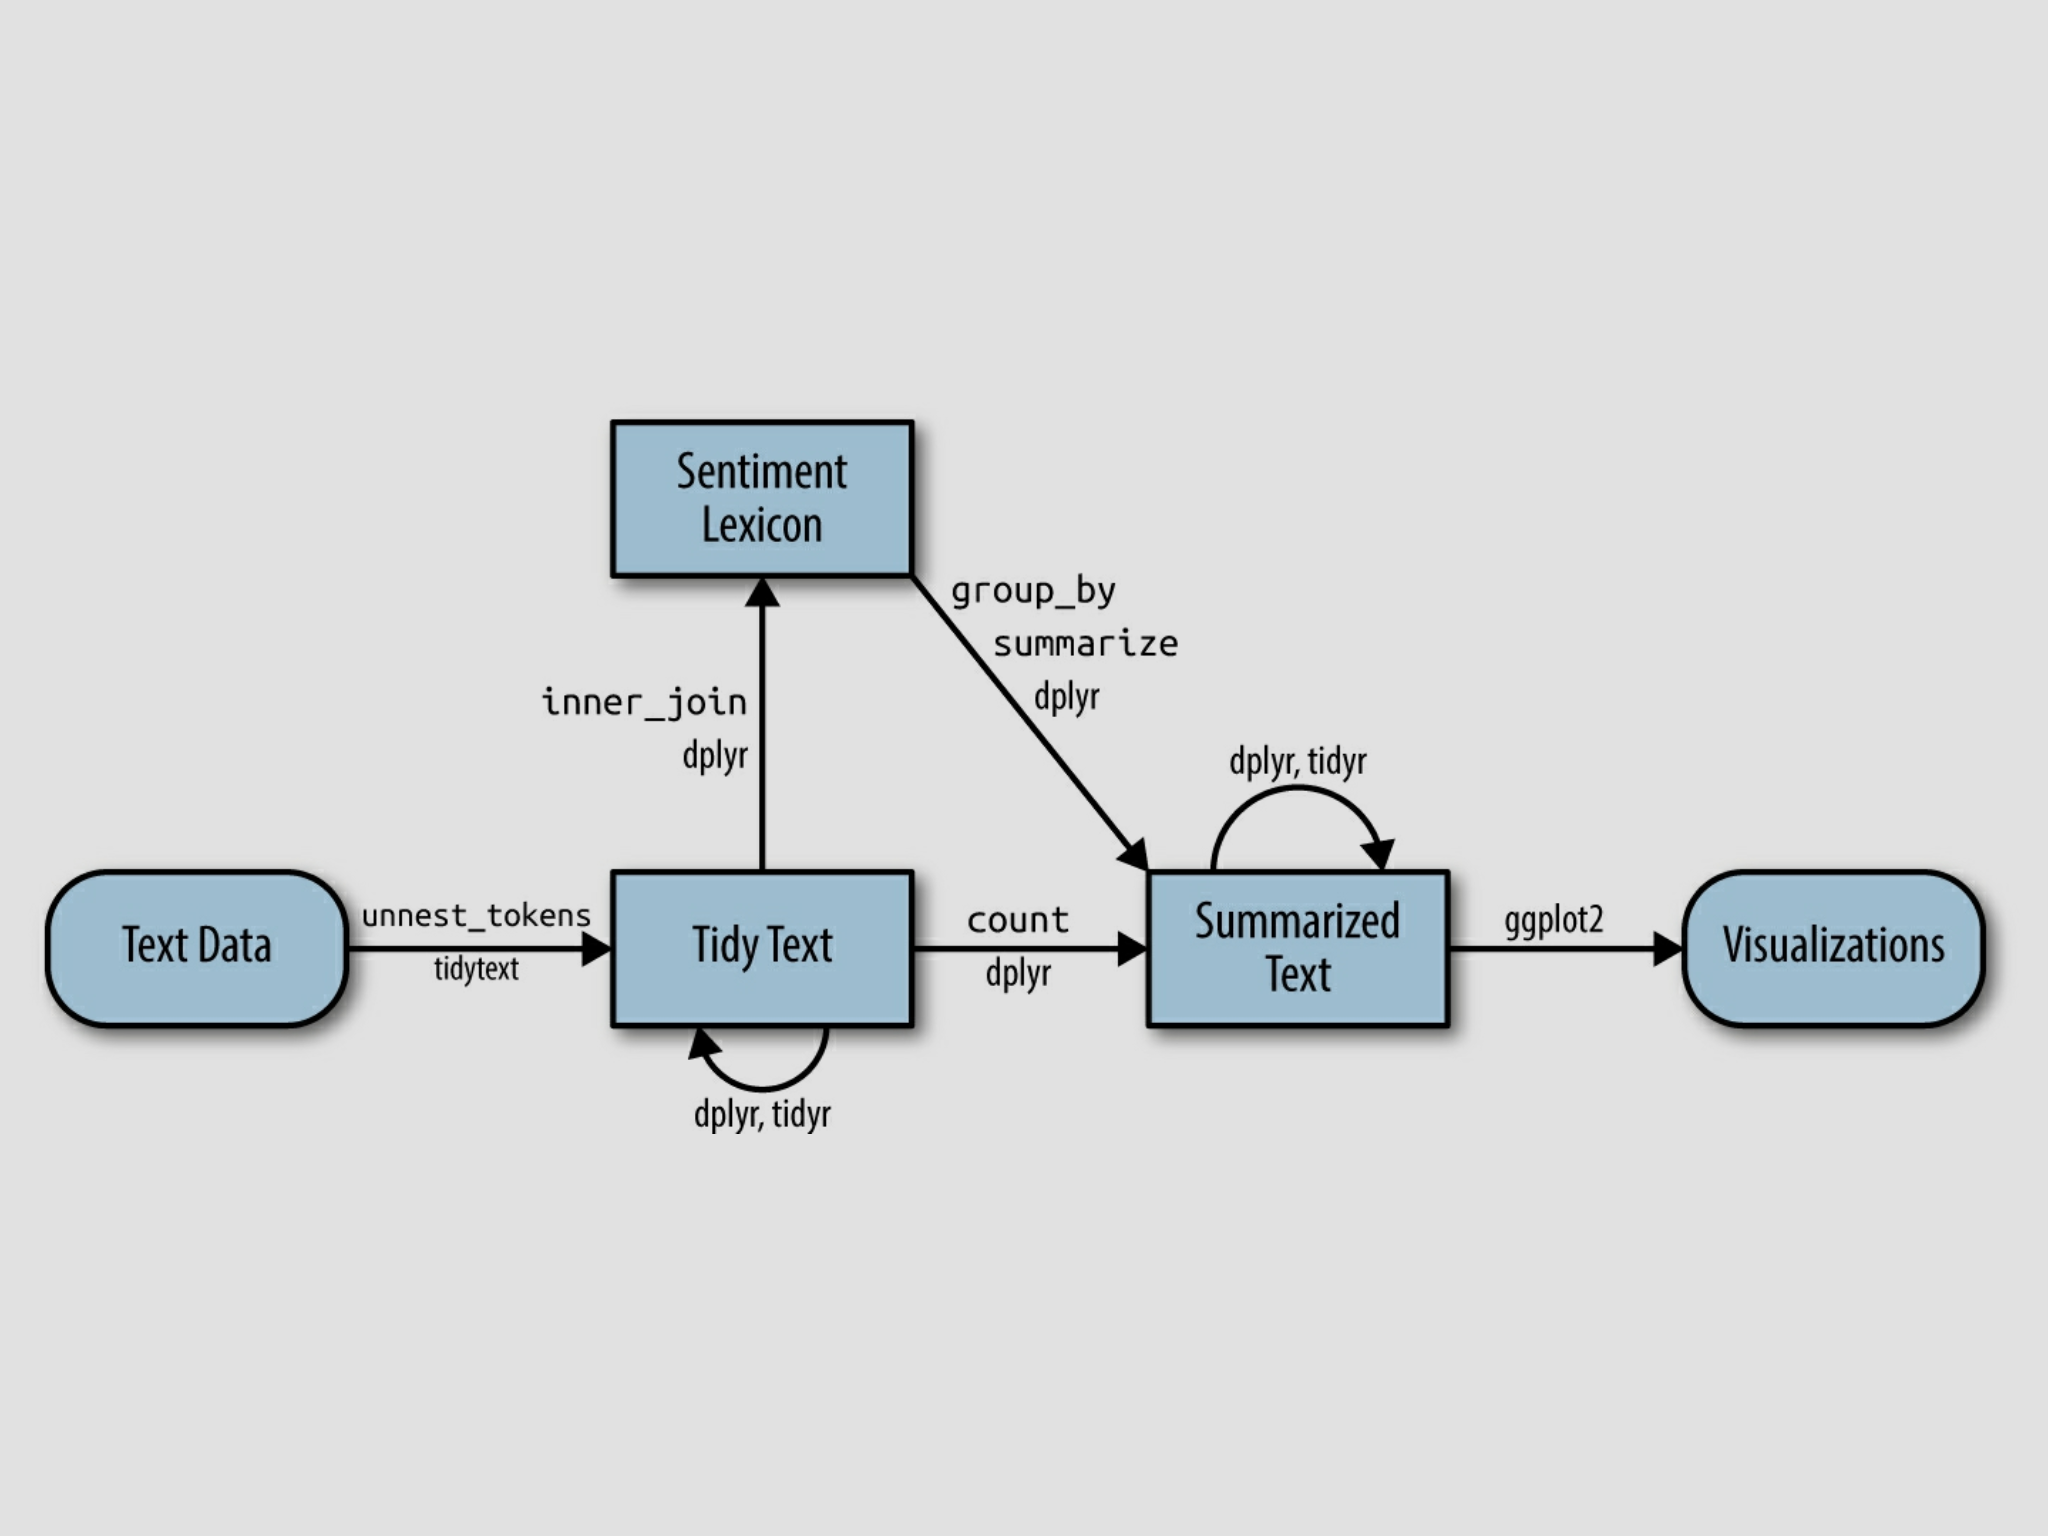 Sentiment
Lexicon
group_by
summarize
dplyr
inner_join
dplyr
dplyr, tidyr
Text Data
unnest_tokens
tidytext
Tidy Text
count
dplyr
Summarized
Text
ggplot2
Visualizations
dplyr, tidyr